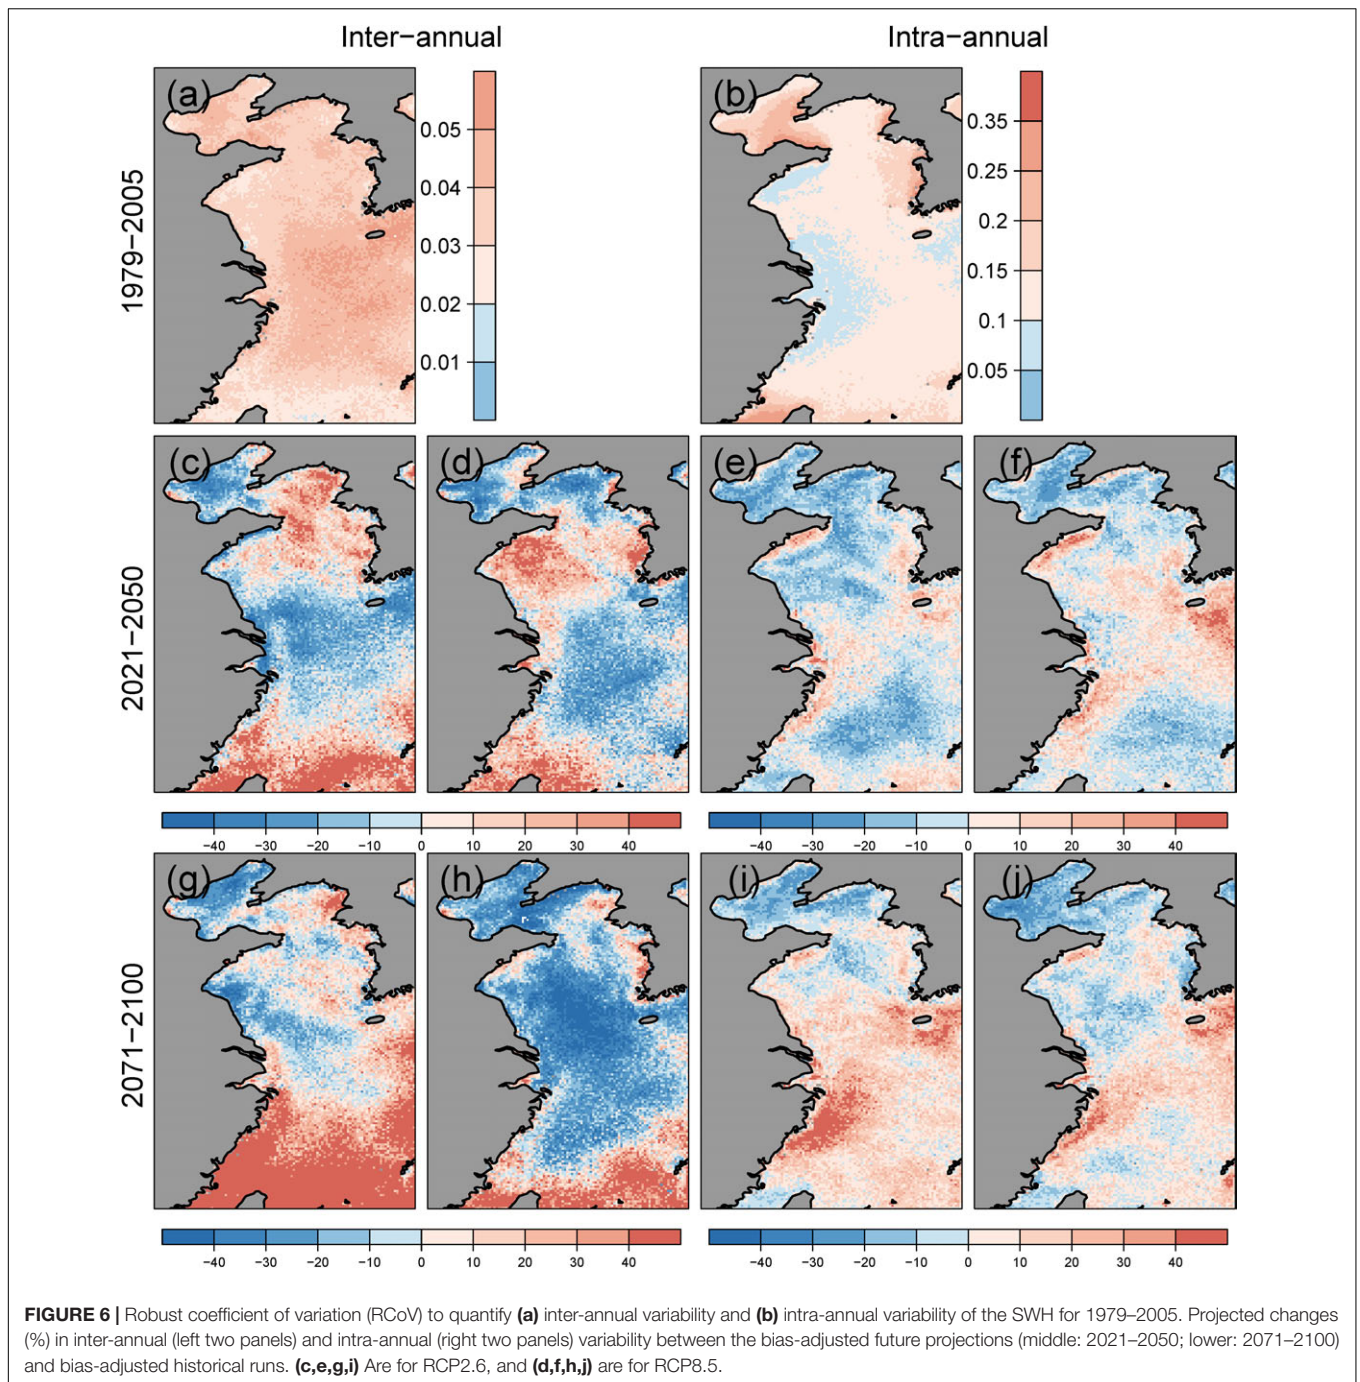 Inter−annual
Intra−annual
1979−2005
(a)
0.05
0.04
0.03
0.02
0.01
(b)
0.35
0.25
0.2
0.15
0.1
0.05
2021−2050
(c)
(d)
(e)
(f)
−40 −30 −20 −10 0 10 20 30 40
−40 −30 −20 −10 0 10 20 30 40
2071−2100
(g)
(h)
(i)
(j)
−40 −30 −20 −10 0 10 20 30 40
−40 −30 −20 −10 0 10 20 30 40
FIGURE 6 | Robust coefficient of variation (RCoV) to quantify (a) inter-annual variability and (b) intra-annual variability of the SWH for 1979–2005. Projected changes
(%) in inter-annual (left two panels) and intra-annual (right two panels) variability between the bias-adjusted future projections (middle: 2021–2050; lower: 2071–2100)
and bias-adjusted historical runs. (c,e,g,i) Are for RCP2.6, and (d,f,h,j) are for RCP8.5.